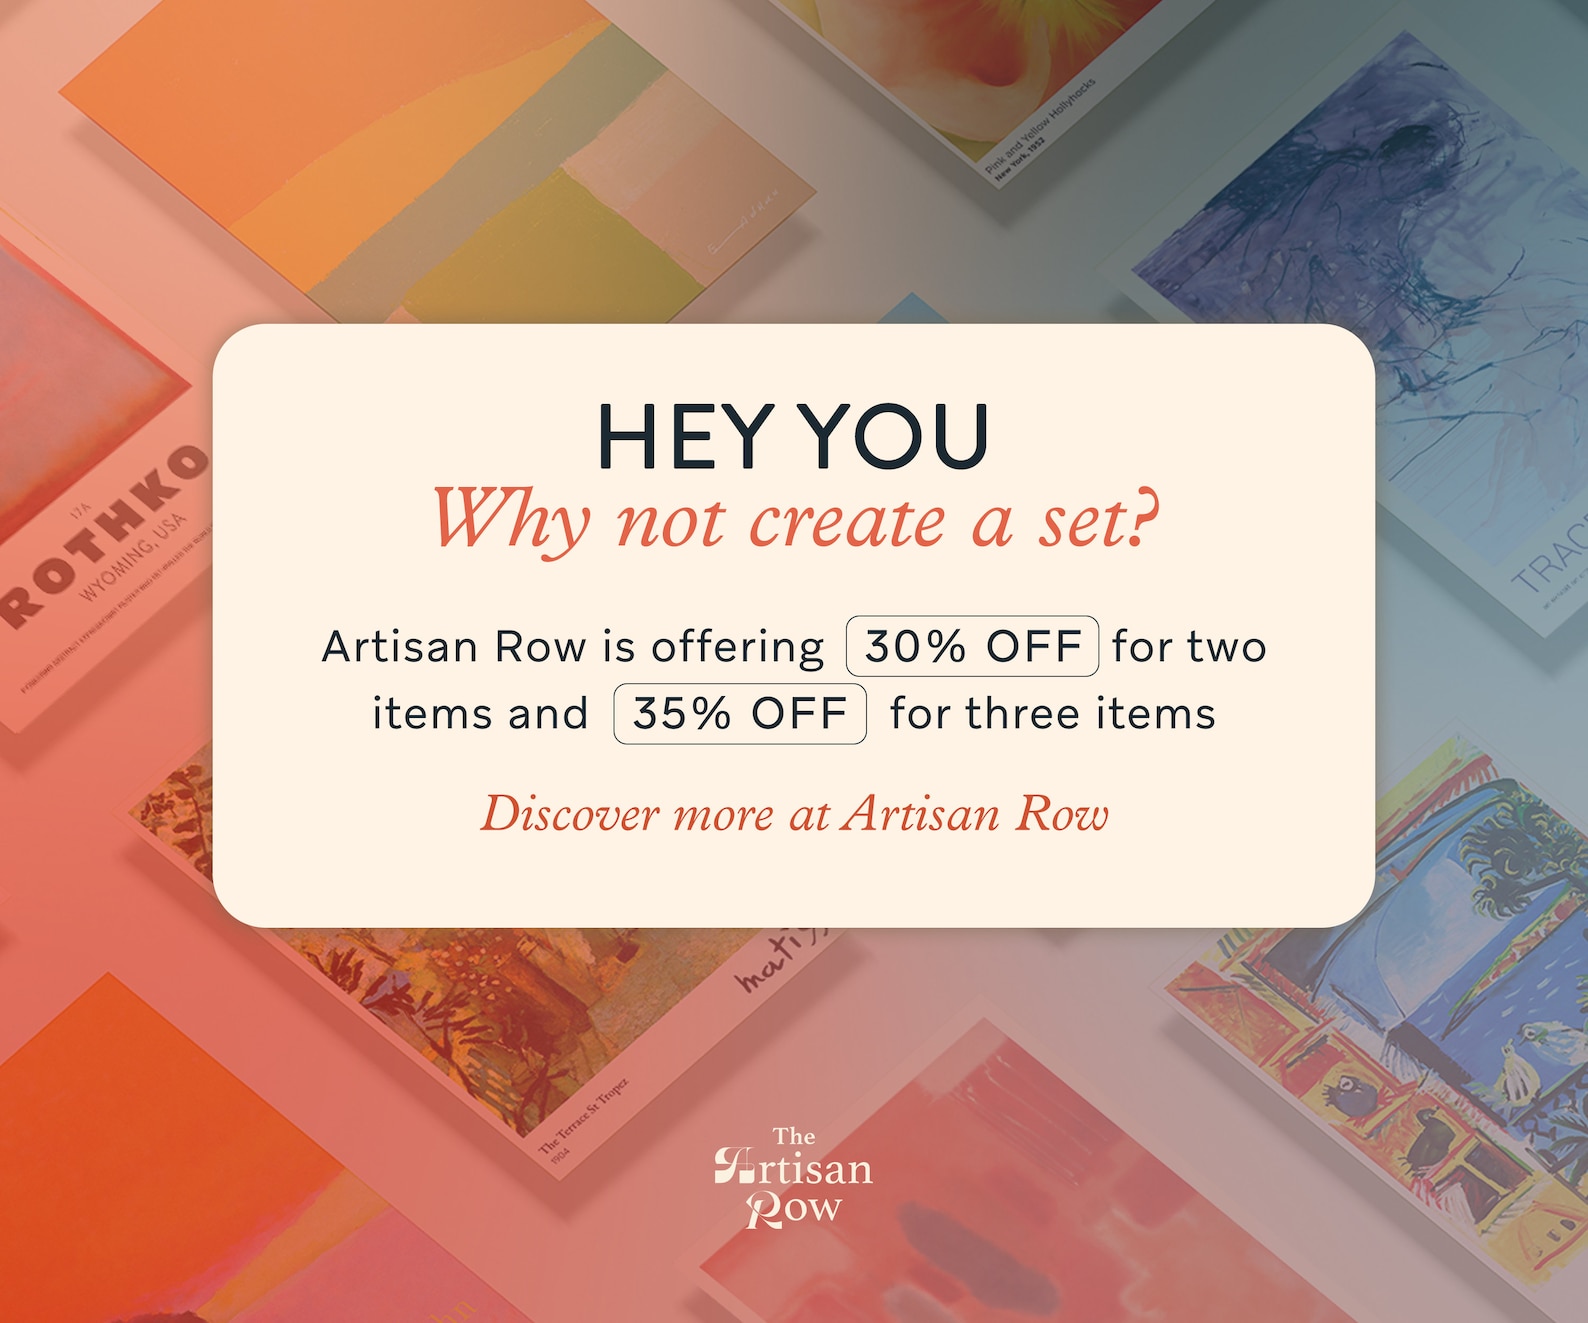 Pink and Yellow Hollyhocks
New York, 1952
HEY YOU
Why not create a set?
Artisan Row is offering 30% OFF for two
items and 35% OFF for three items
Discover more at Artisan Row
17A
ROTHKO
WYOMING, USA
TRAC
The Terrace St Tropez
1904
The
Artisan
Row